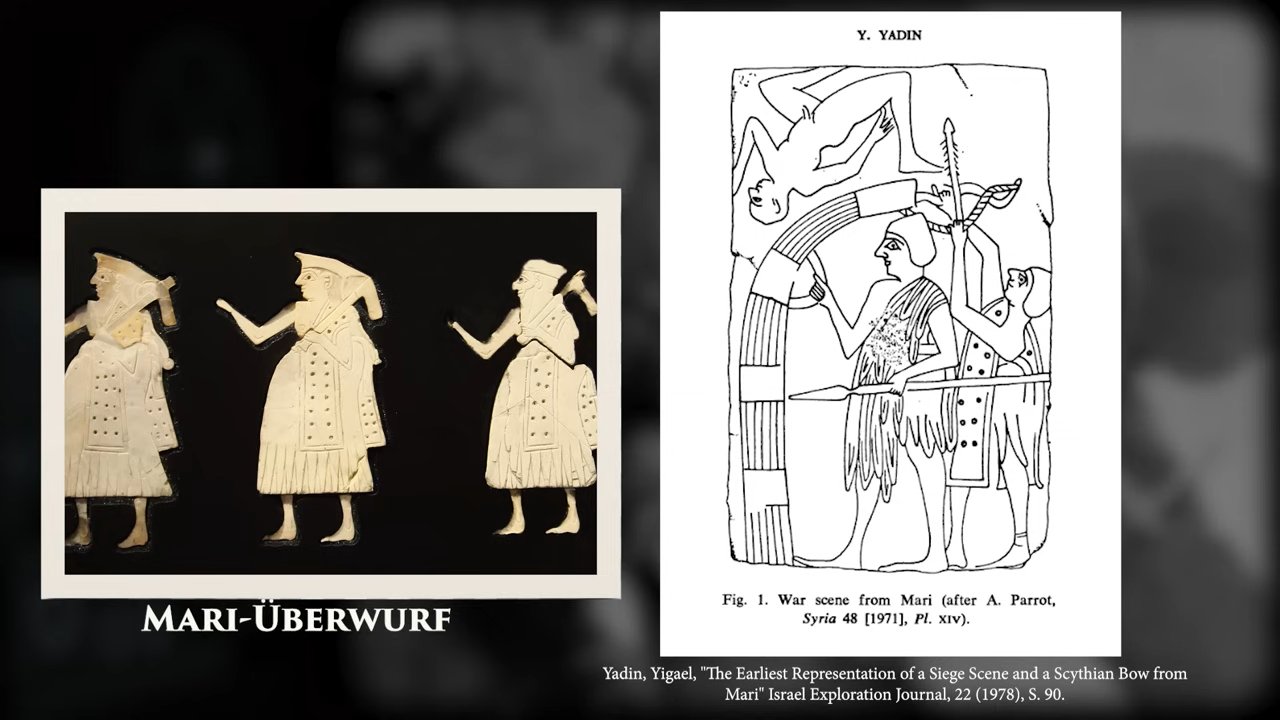 Y. YADIN
Fig. 1. War scene from Mari (after A. Parrot,
Syria 48 [1971], Pl. XIV).
MARI-ÜBERWURF
Yadin, Yigael, "The Earliest Representation of a Siege Scene and a Scythian Bow from
Mari" Israel Exploration Journal, 22 (1978), S. 90.